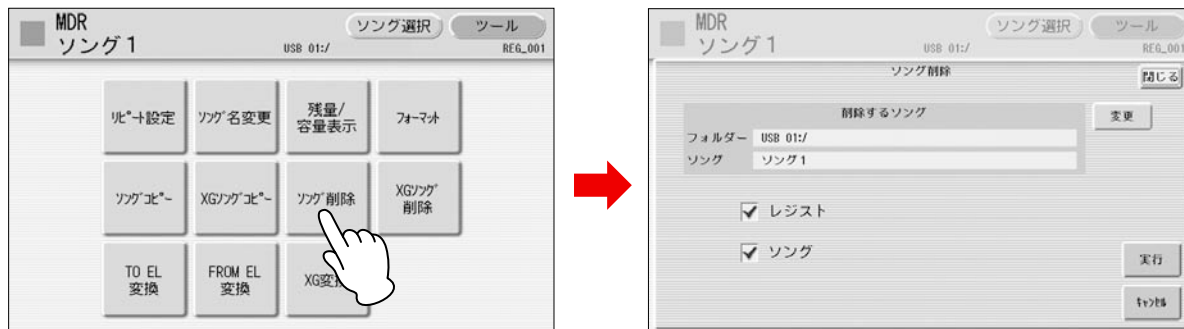 MDR
ソング1
ソング選択
ツール
USB 01:/
REG_001
リピート設定
ソング名変更
残量/
容量表示
フォーマット
ソングコピー
XGソングコピー
ソング削除
XGソング
削除
TO EL
変換
FROM EL
変換
XG変
MDR
ソング1
ソング選択
ツール
USB 01:/
REG_001
ソング削除
閉じる
削除するソング
変更
フォルダー USB 01:/
ソング ソング1
レジスト
ソング
実行
キャンセル